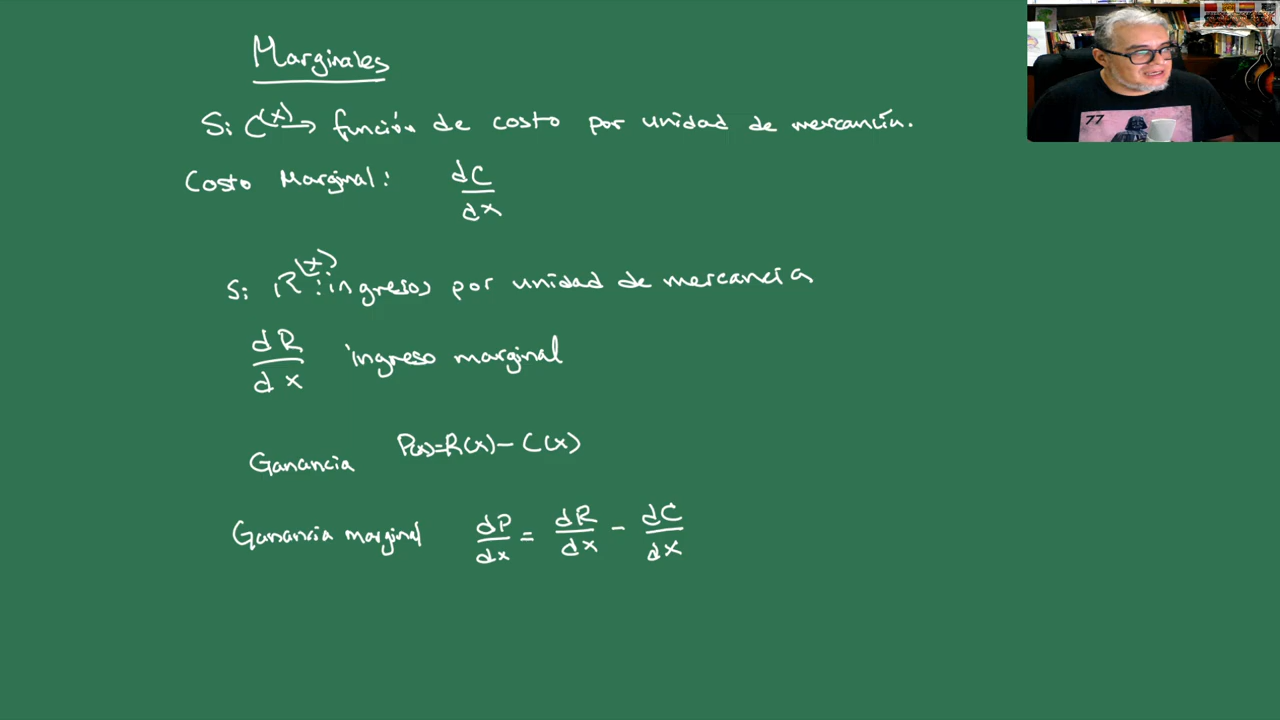 Marginales
Si C(x) → función de costo por unidad de mercancía.
Costo Marginal: dC/dx
Si R(x): ingresos por unidad de mercancía
dR/dx ingreso marginal
Ganancia P(x)=R(x)-C(x)
Ganancia marginal dP/dx = dR/dx - dC/dx
77